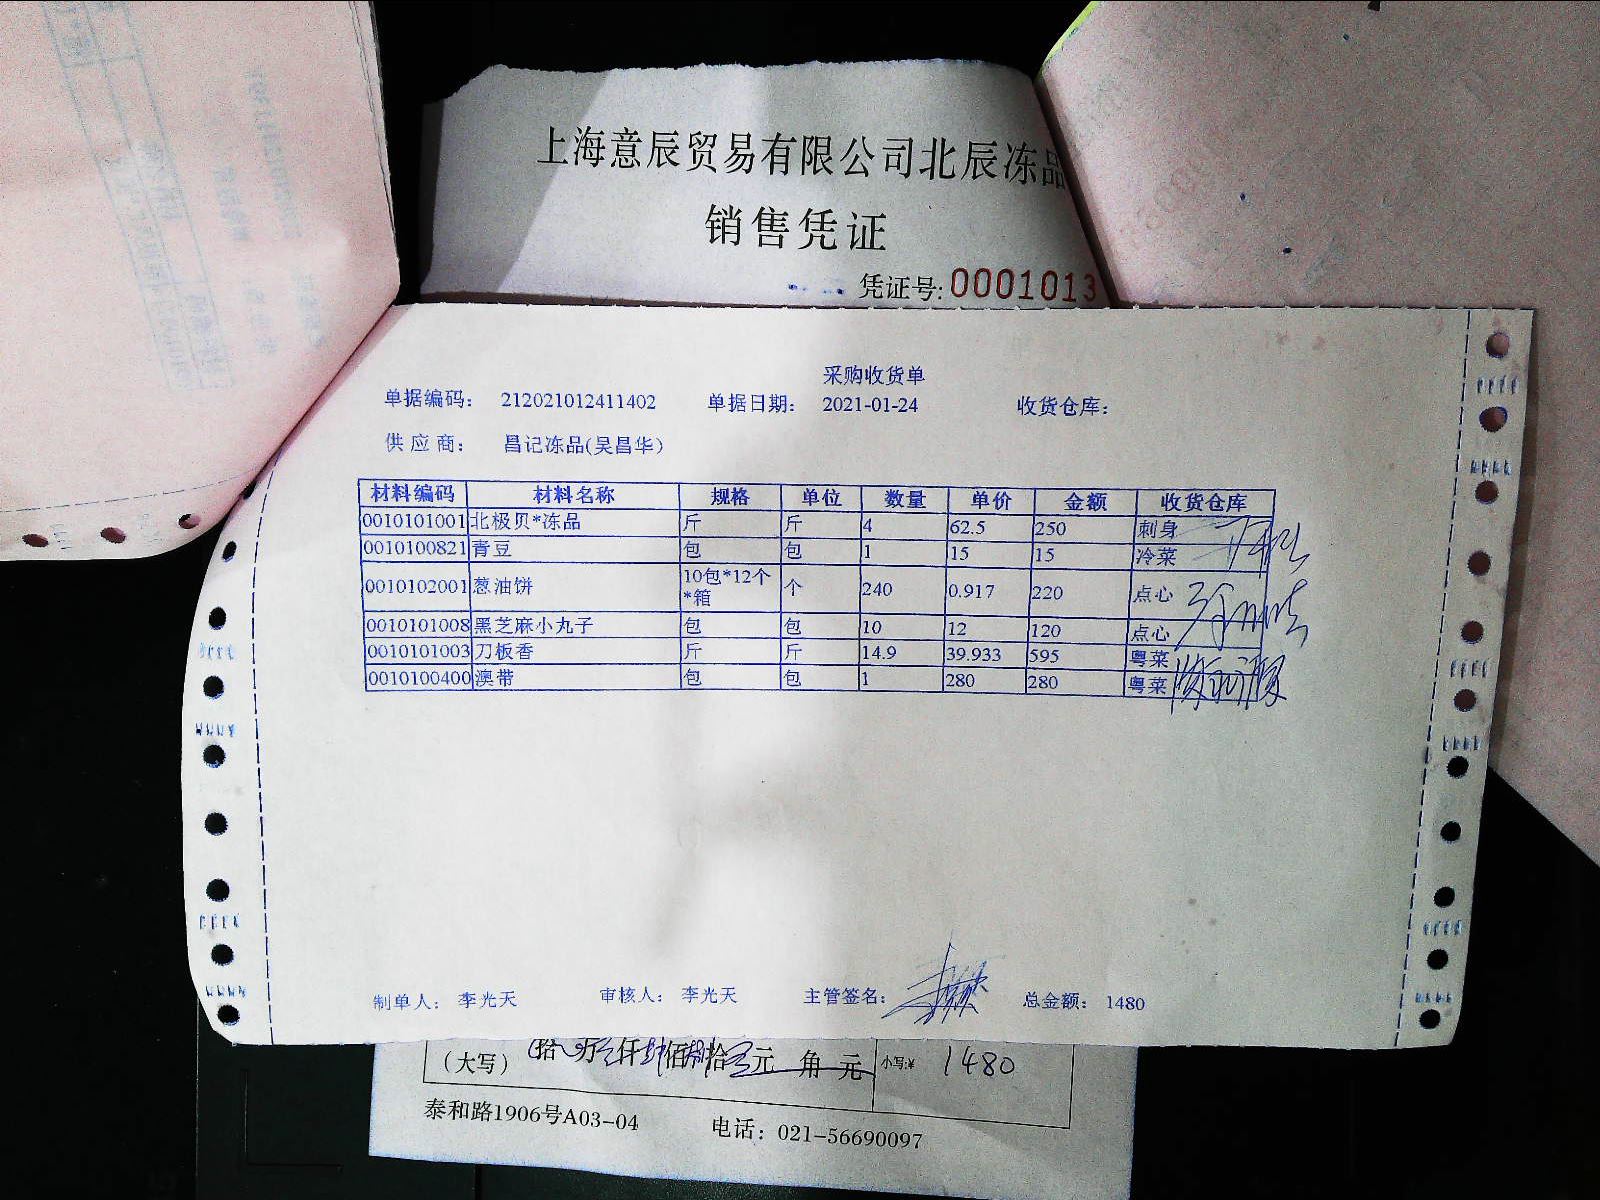 上海意辰贸易有限公司北辰冻品
销售凭证
凭证号:0001013
采购收货单
单据编码: 212021012411402 单据日期: 2021-01-24 收货仓库:
供应商: 昌记冻品(吴昌华)
材料编码 材料名称 规格 单位 数量 单价 金额 收货仓库
0010101001 北极贝*冻品 斤 斤 4 62.5 250 刺身
0010100821 青豆 包 包 1 15 15 冷菜
0010102001 葱油饼 10包*12个*箱 个 240 0.917 220 点心
0010101008 黑芝麻小丸子 包 包 10 12 120 点心
0010101003 刀板香 斤 斤 14.9 39.933 595 粤菜
0010100400 澳带 包 包 1 280 280 粤菜
制单人: 李光天 审核人: 李光天 主管签名: 总金额: 1480
(大写) 拾 万 仟 佰 拾 元 角 元 小写:¥ 1480
泰和路1906号A03-04 电话: 021-56690097